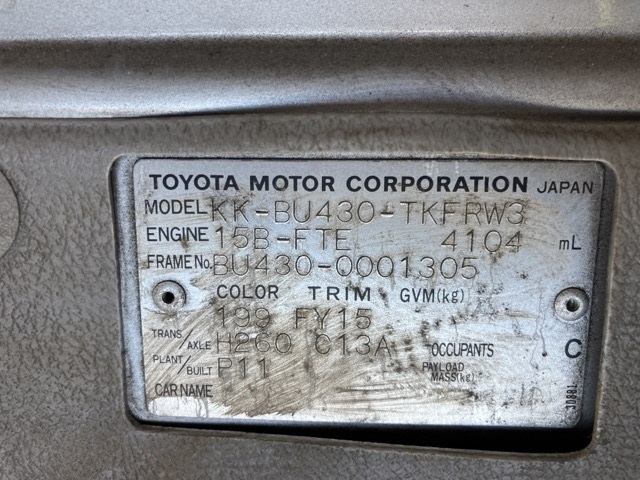 TOYOTA MOTOR CORPORATION JAPAN
MODEL KK-BU430-TKFRW3
ENGINE 15B-FTE 4104 mL
FRAME No. BU430-0001305
COLOR TRIM GVM(kg)
199 FY15
TRANS/AXLE H260 C13A OCCUPANTS C
PLANT/BUILT P11 PAYLOAD MASS(kg)
CAR NAME